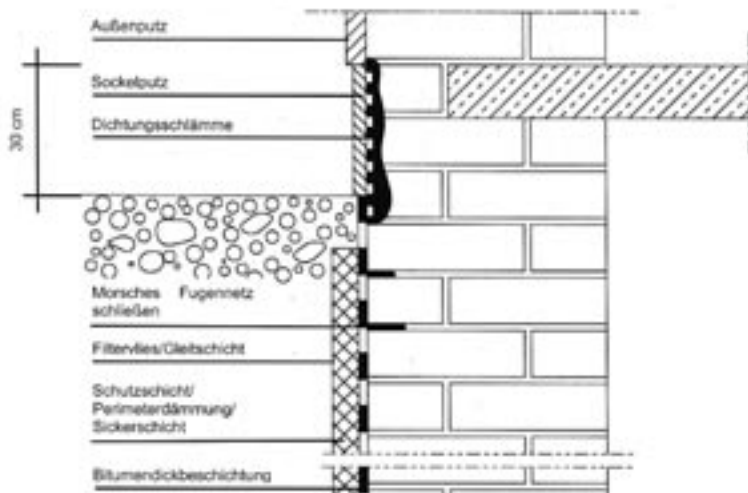 Außenputz
Sockelputz
30 cm
Dichtungsschlämme
Morsches Fugennetz
schließen
Filtervlies/Gleitschicht
Schutzschicht/
Perimeterdämmung/
Sickerschicht
Bitumendickbeschichtung